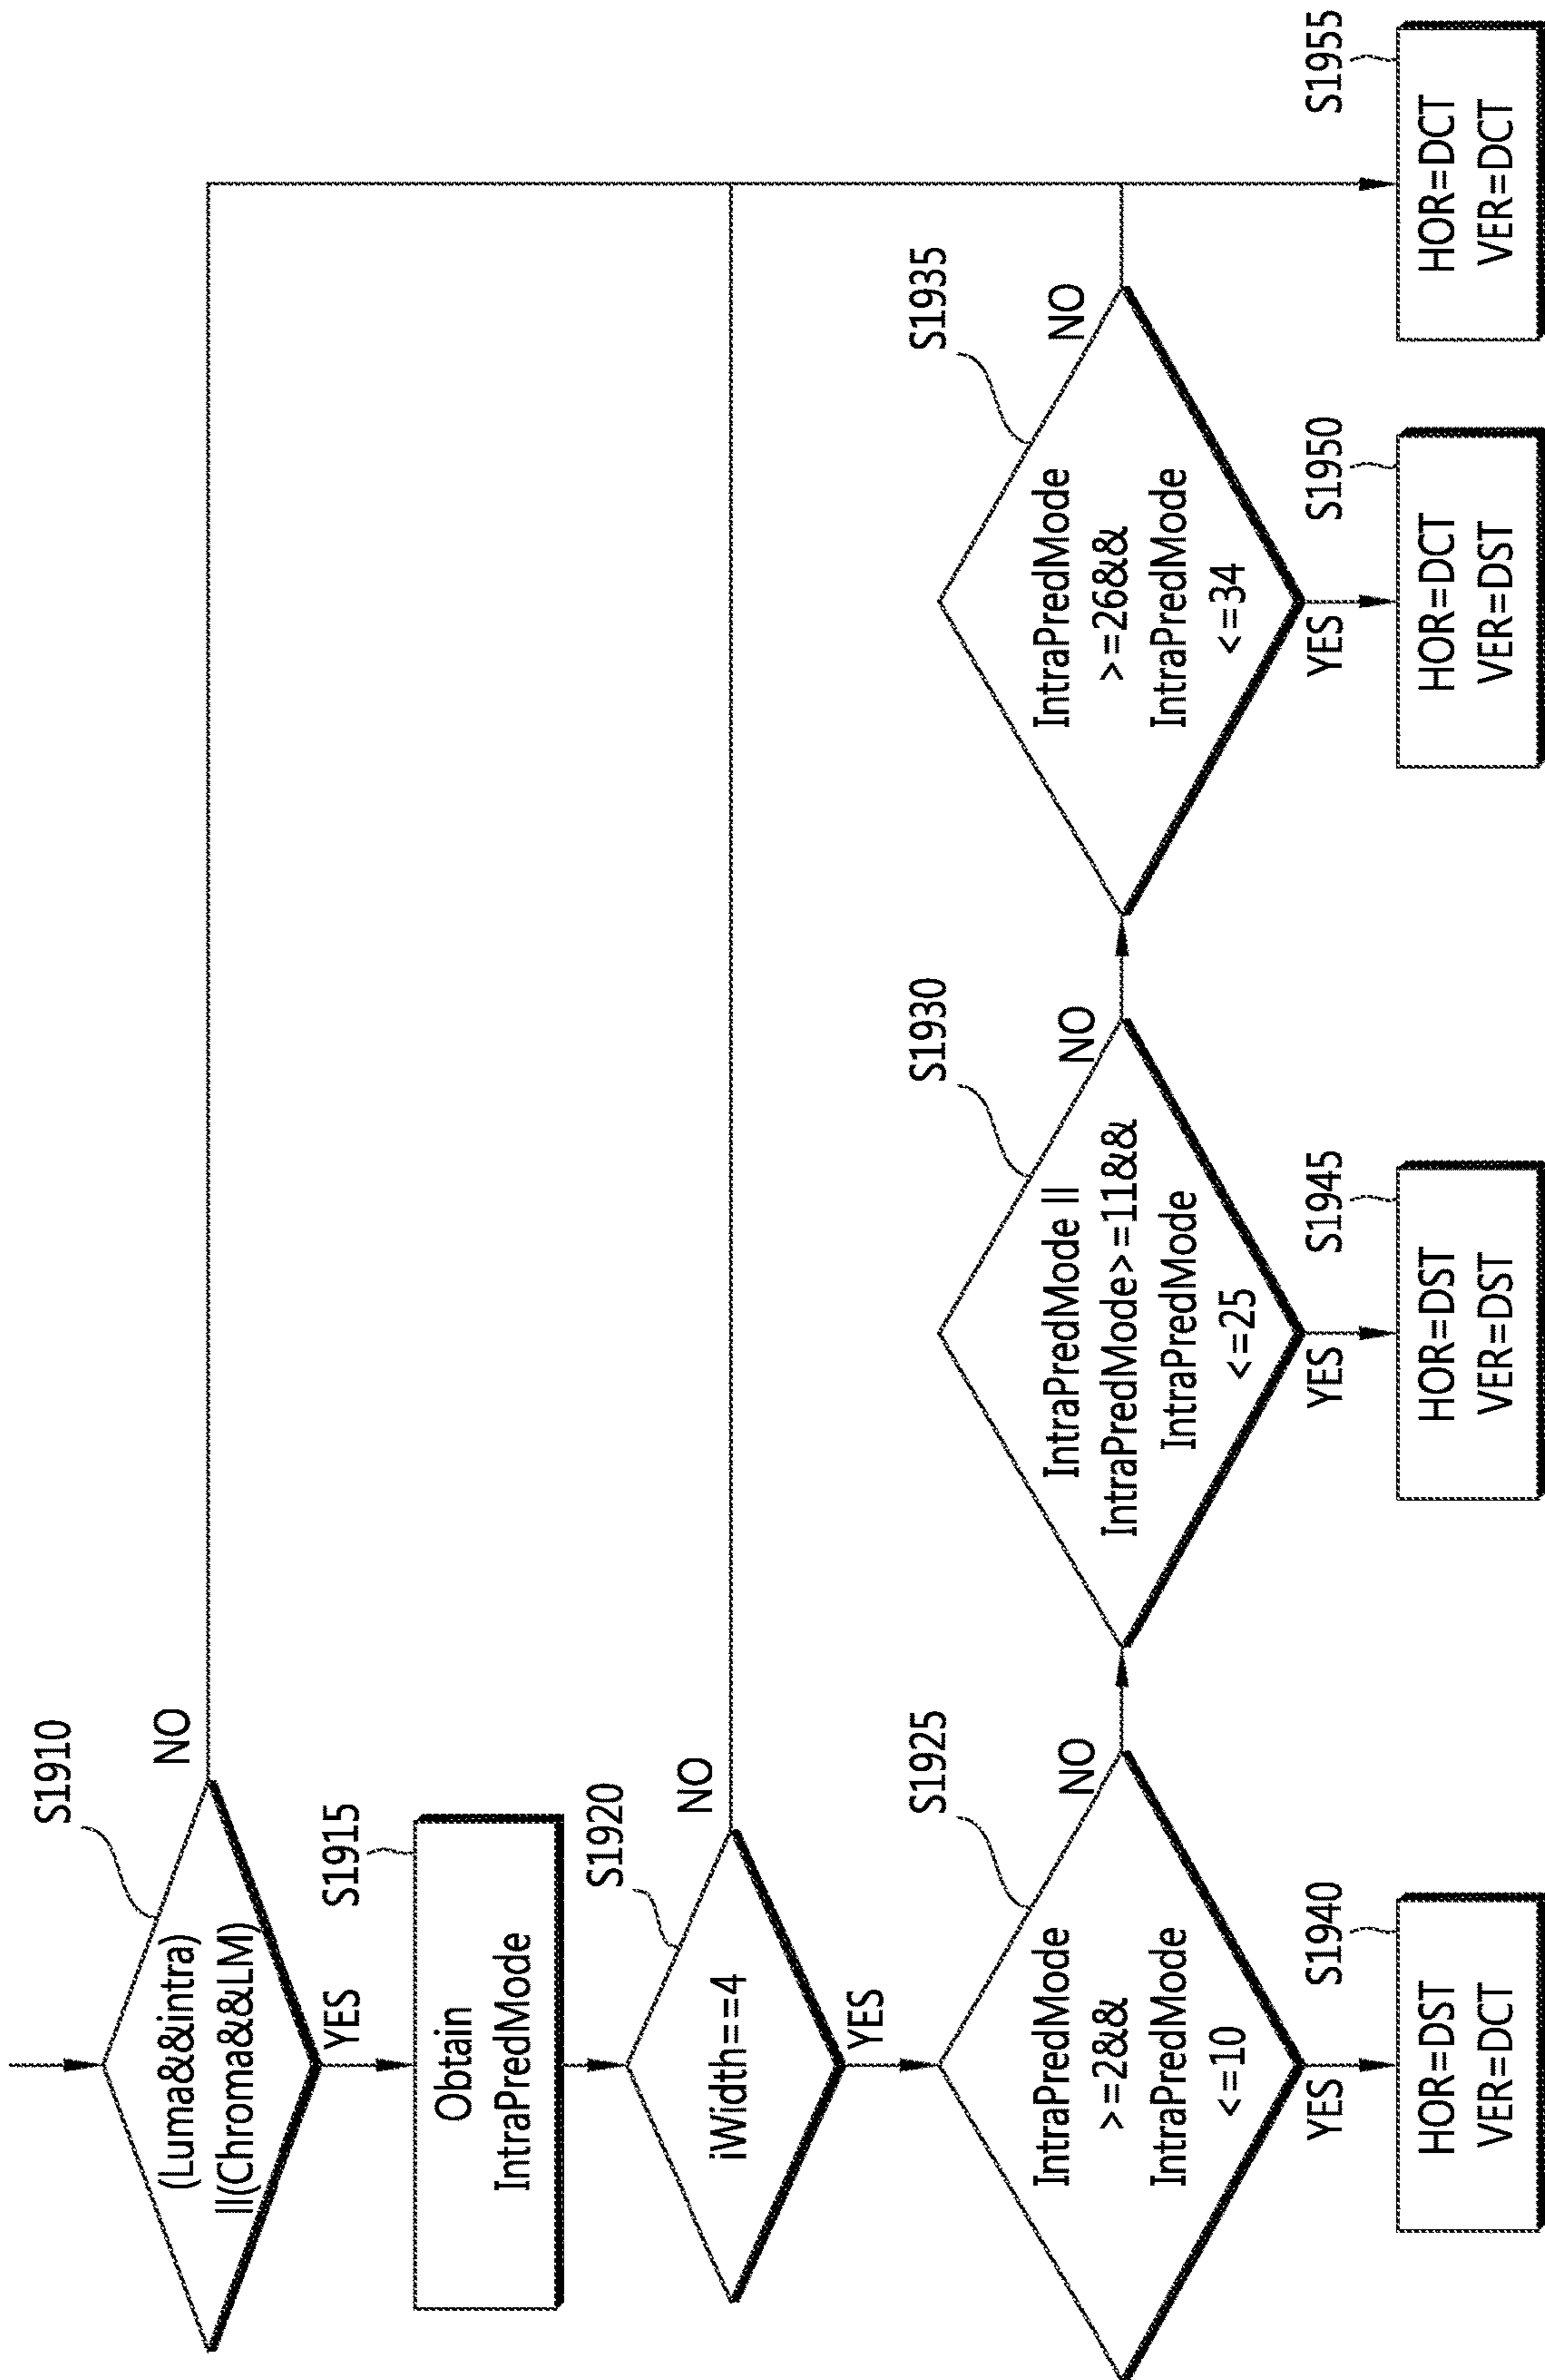 S1910
(Luma&&intra)
||(Chroma&&LM)
NO
YES
S1915
Obtain
IntraPredMode
S1920
iWidth==4
NO
YES
S1925
IntraPredMode
>=2&&
IntraPredMode
<=10
NO
YES
S1930
IntraPredMode ||
IntraPredMode>=11&&
IntraPredMode
<=25
NO
YES
S1935
IntraPredMode
>=26&&
IntraPredMode
<=34
NO
YES
S1940
HOR=DST
VER=DCT
S1945
HOR=DST
VER=DST
S1950
HOR=DCT
VER=DST
S1955
HOR=DCT
VER=DCT